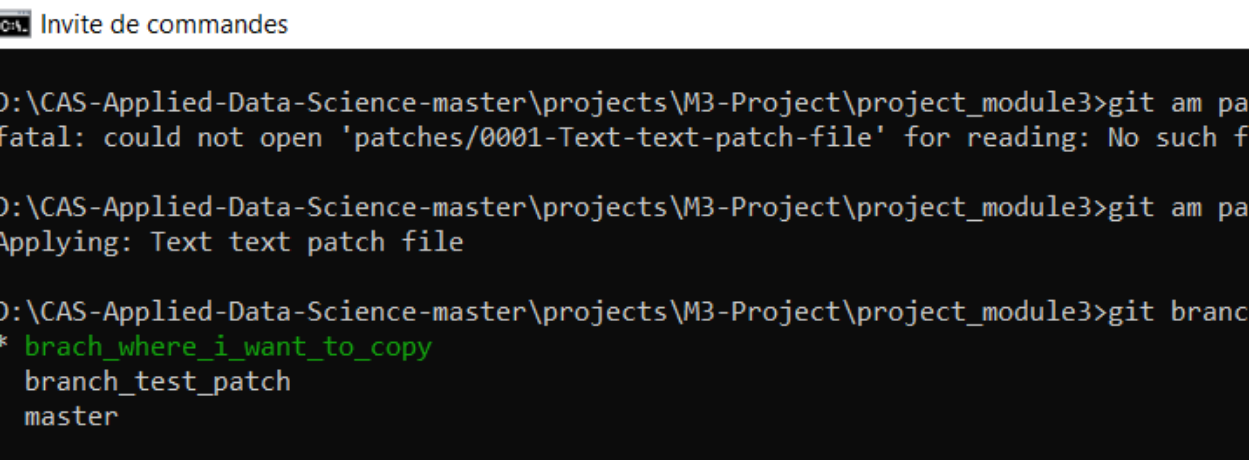 Invite de commandes
D:\CAS-Applied-Data-Science-master\projects\M3-Project\project_module3>git am pa
fatal: could not open 'patches/0001-Text-text-patch-file' for reading: No such f
D:\CAS-Applied-Data-Science-master\projects\M3-Project\project_module3>git am pa
Applying: Text text patch file
D:\CAS-Applied-Data-Science-master\projects\M3-Project\project_module3>git branc
* brach_where_i_want_to_copy
branch_test_patch
master